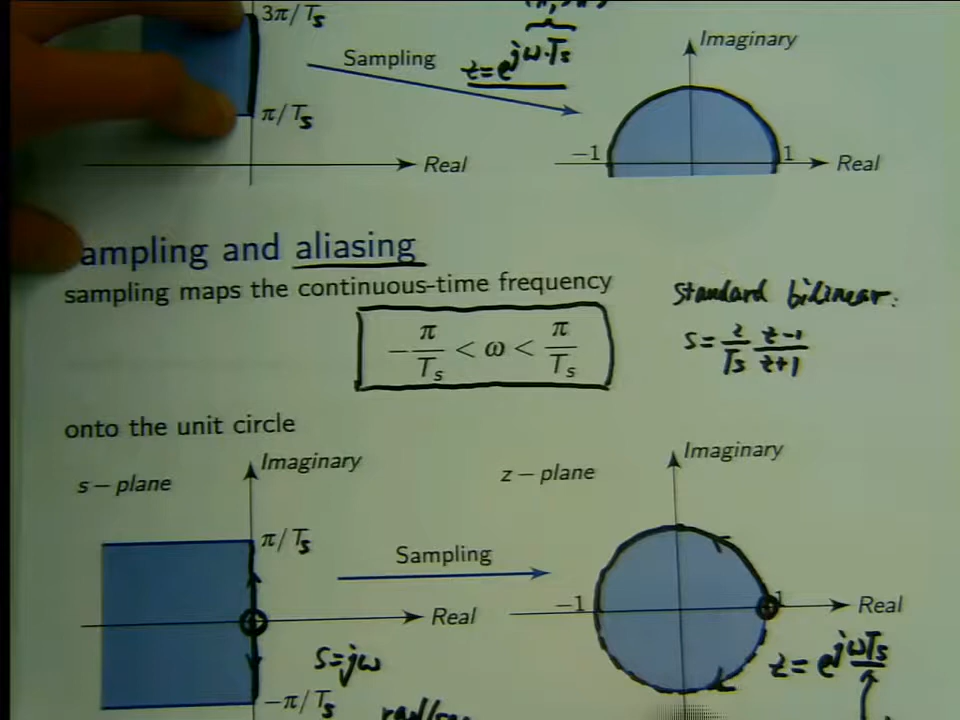 3π/Ts
Imaginary
Sampling
z=e^jω·Ts
π/Ts
−1
1
Real
Real
ampling and aliasing
sampling maps the continuous-time frequency
standard bilinear:
−π/Ts < ω < π/Ts
s=2/Ts z-1/z+1
onto the unit circle
Imaginary
Imaginary
s − plane
z − plane
π/Ts
Sampling
−1
1
Real
Real
s=jω
z=e^jωTs
−π/Ts